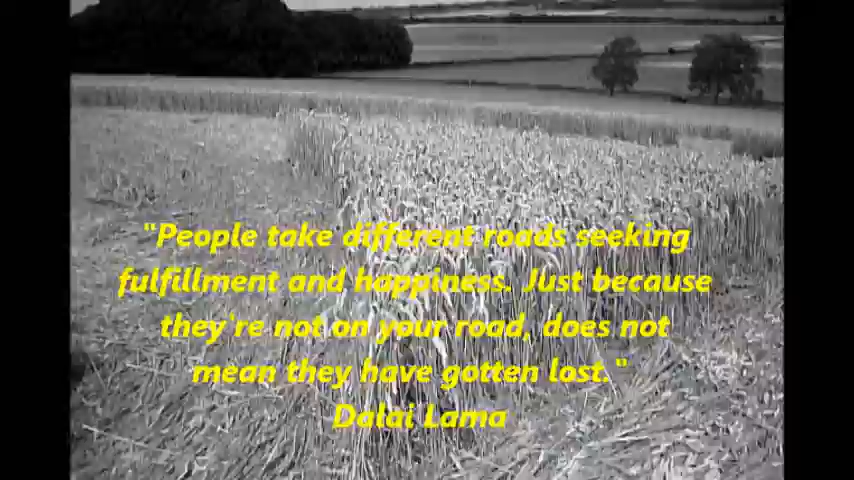 "People take different roads seeking
fulfillment and happiness. Just because
they're not on your road, does not
mean they have gotten lost."
Dalai Lama